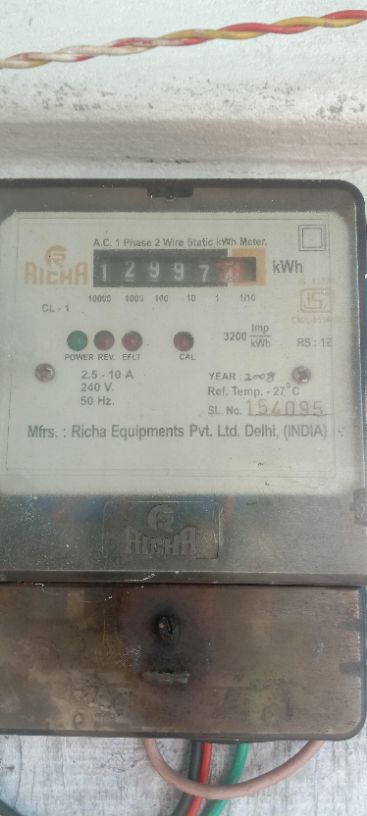 A.C. 1 Phase 2 Wire Static kWh Meter.
RICHA
1 2 9 9 7 kWh
CL - 1
10000 1000 100 10 1 1/10
3200 Imp/kWh
POWER REV. EFLT CAL
2.5 - 10 A
240 V.
50 Hz.
YEAR : 2008
Ref. Temp. - 27°C
SL. No. 154095
Mfrs. : Richa Equipments Pvt. Ltd. Delhi, (INDIA)
RICHA